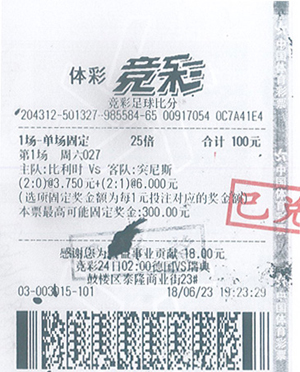 体彩 竞彩
竞彩足球比分
204312-501327-985584-65 00917054 0C7A41E4
1场-单场固定 25倍 合计 100元
第1场 周六027
主队:比利时 Vs 客队:突尼斯
(2:0)@3.750元+(2:1)@6.000元
(选项固定奖金额为每1元投注对应的奖金额)
本票最高可能固定奖金:300.00元
已兑
感谢您为 事业贡献 18.00元
竞彩24日02:00德国VS瑞典
鼓楼区泰隆商业街23#
03-003015-101 18/06/23 19:23:29